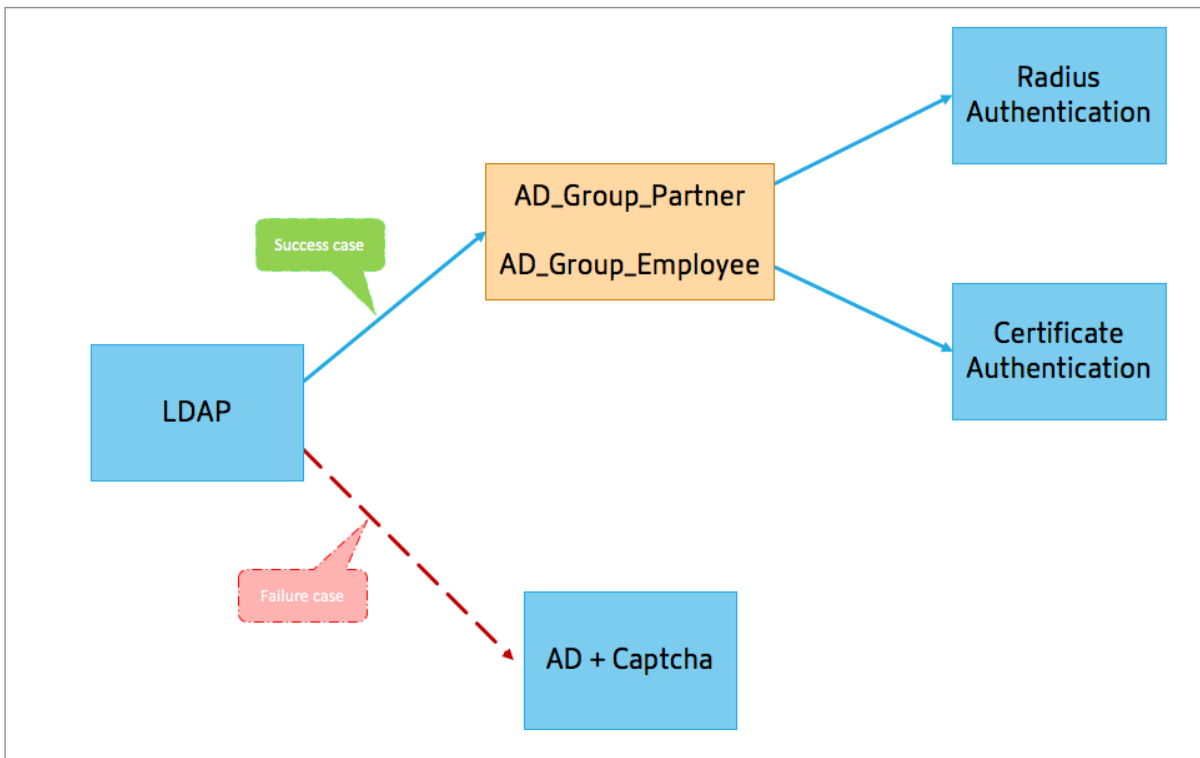 Radius
Authentication
AD_Group_Partner
AD_Group_Employee
Success case
Certificate
Authentication
LDAP
Failure case
AD + Captcha